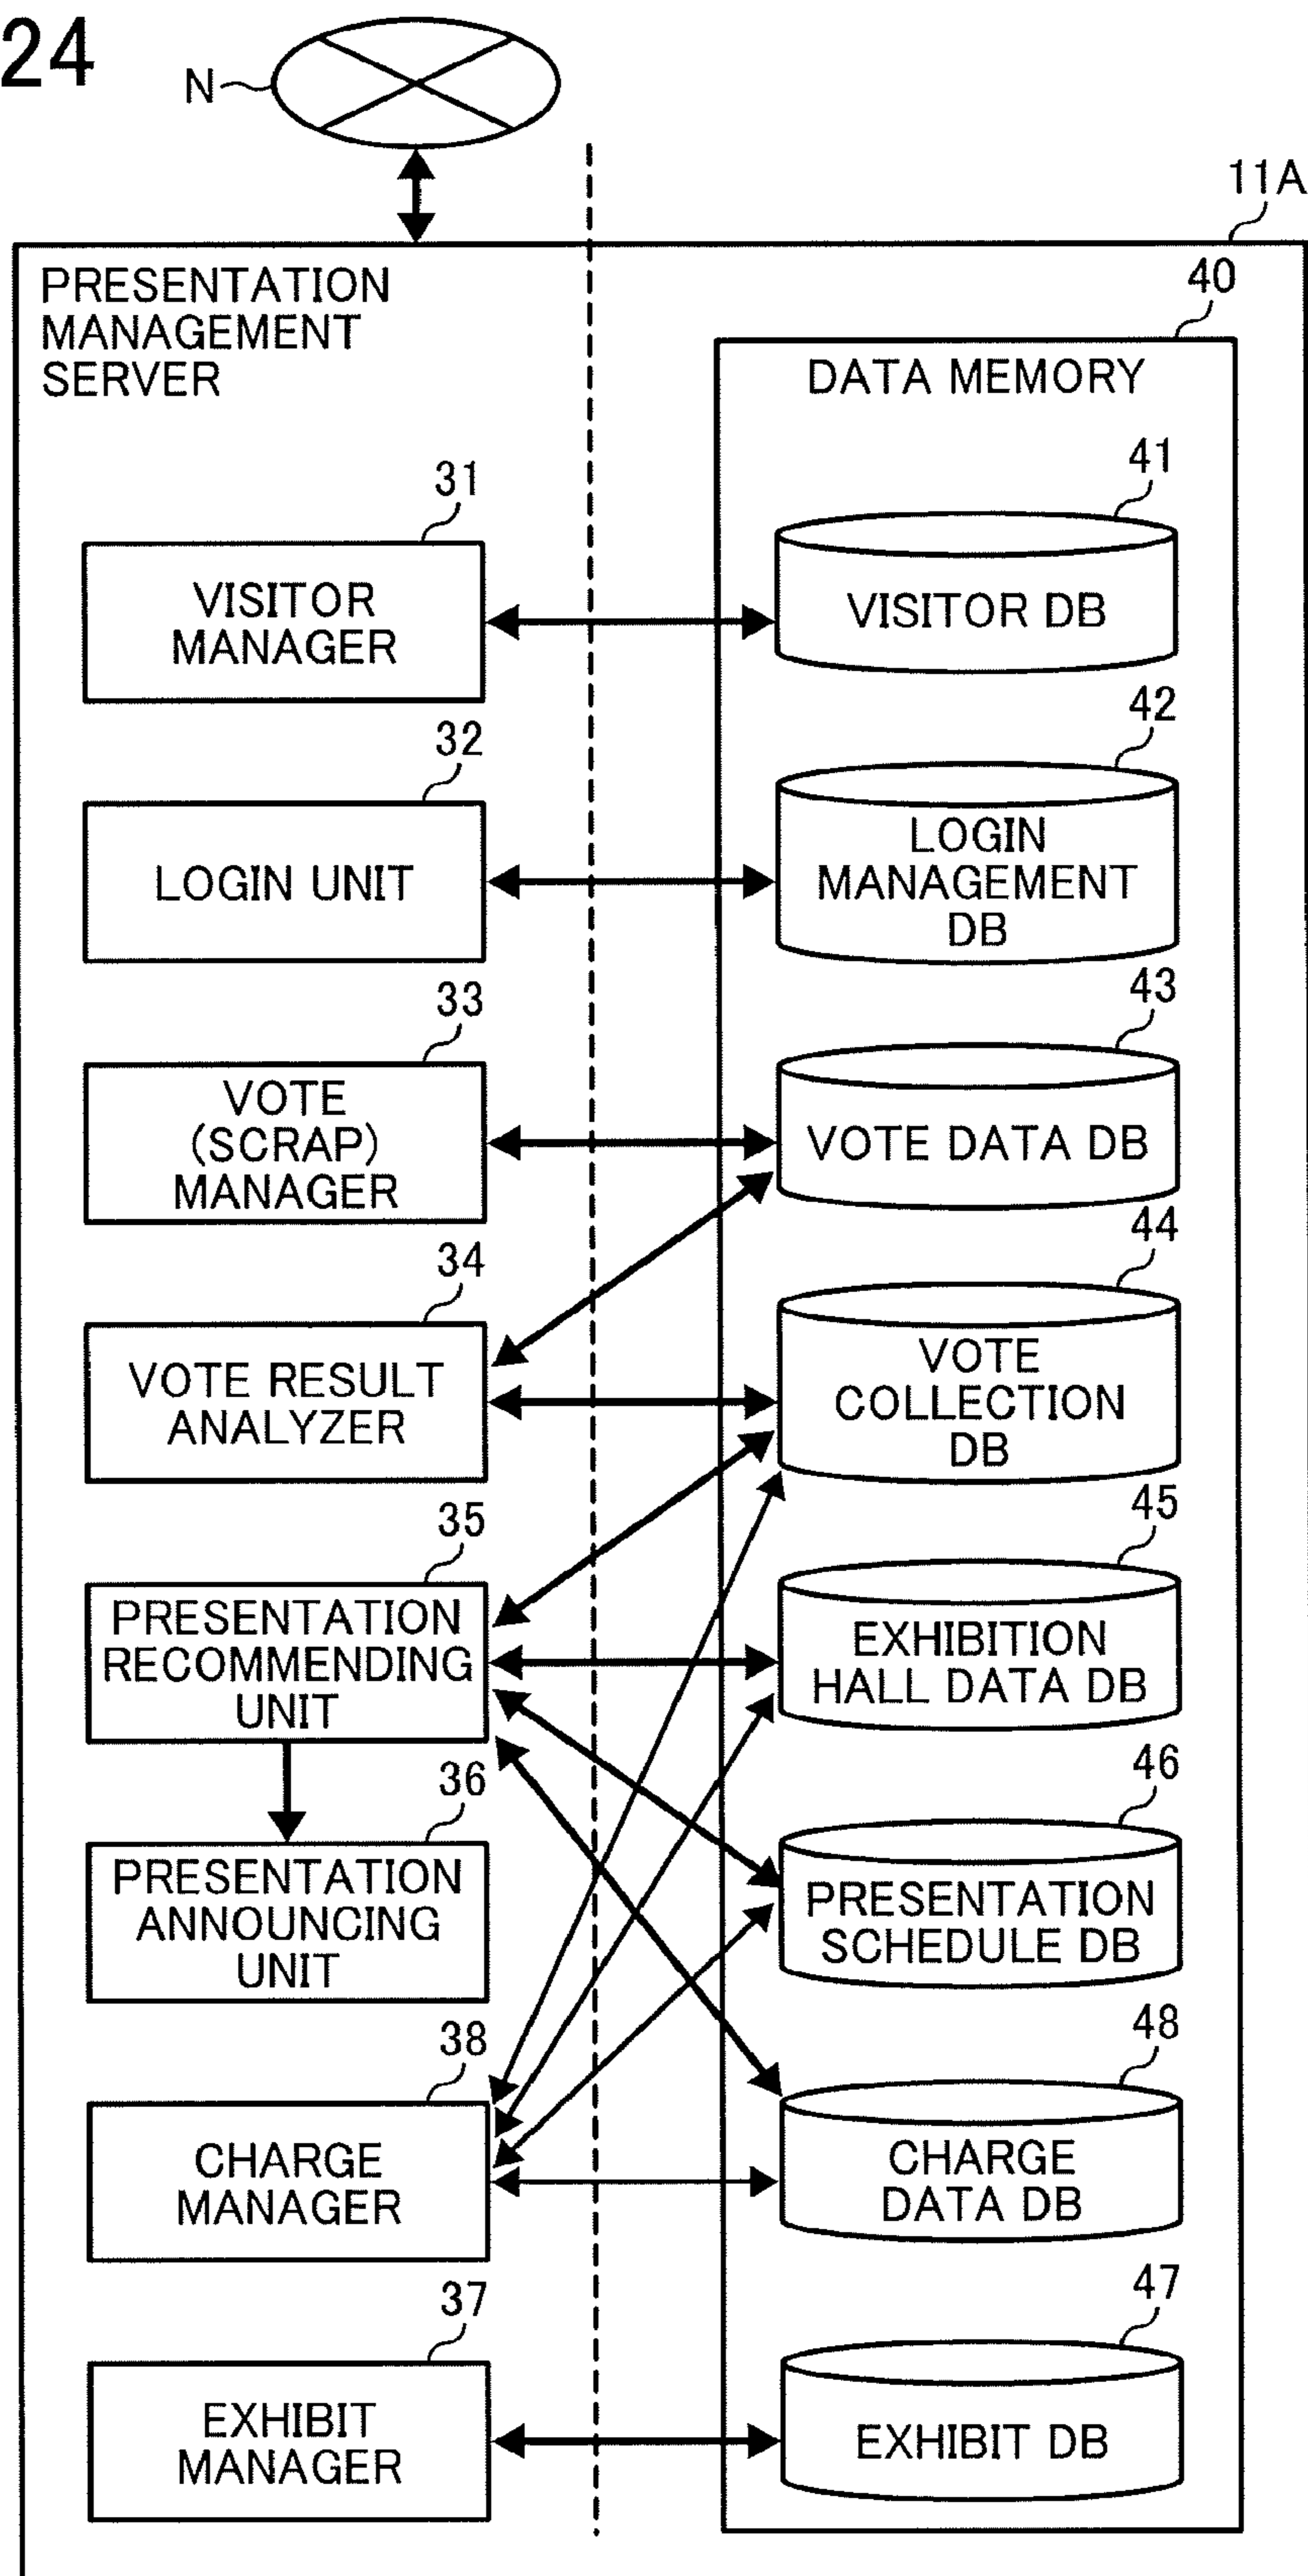 24
N
11A
PRESENTATION
MANAGEMENT
SERVER
40
DATA MEMORY
31
VISITOR
MANAGER
41
VISITOR DB
32
LOGIN UNIT
42
LOGIN
MANAGEMENT
DB
33
VOTE
(SCRAP)
MANAGER
43
VOTE DATA DB
34
VOTE RESULT
ANALYZER
44
VOTE
COLLECTION
DB
35
PRESENTATION
RECOMMENDING
UNIT
45
EXHIBITION
HALL DATA DB
36
PRESENTATION
ANNOUNCING
UNIT
46
PRESENTATION
SCHEDULE DB
38
CHARGE
MANAGER
48
CHARGE
DATA DB
37
EXHIBIT
MANAGER
47
EXHIBIT DB